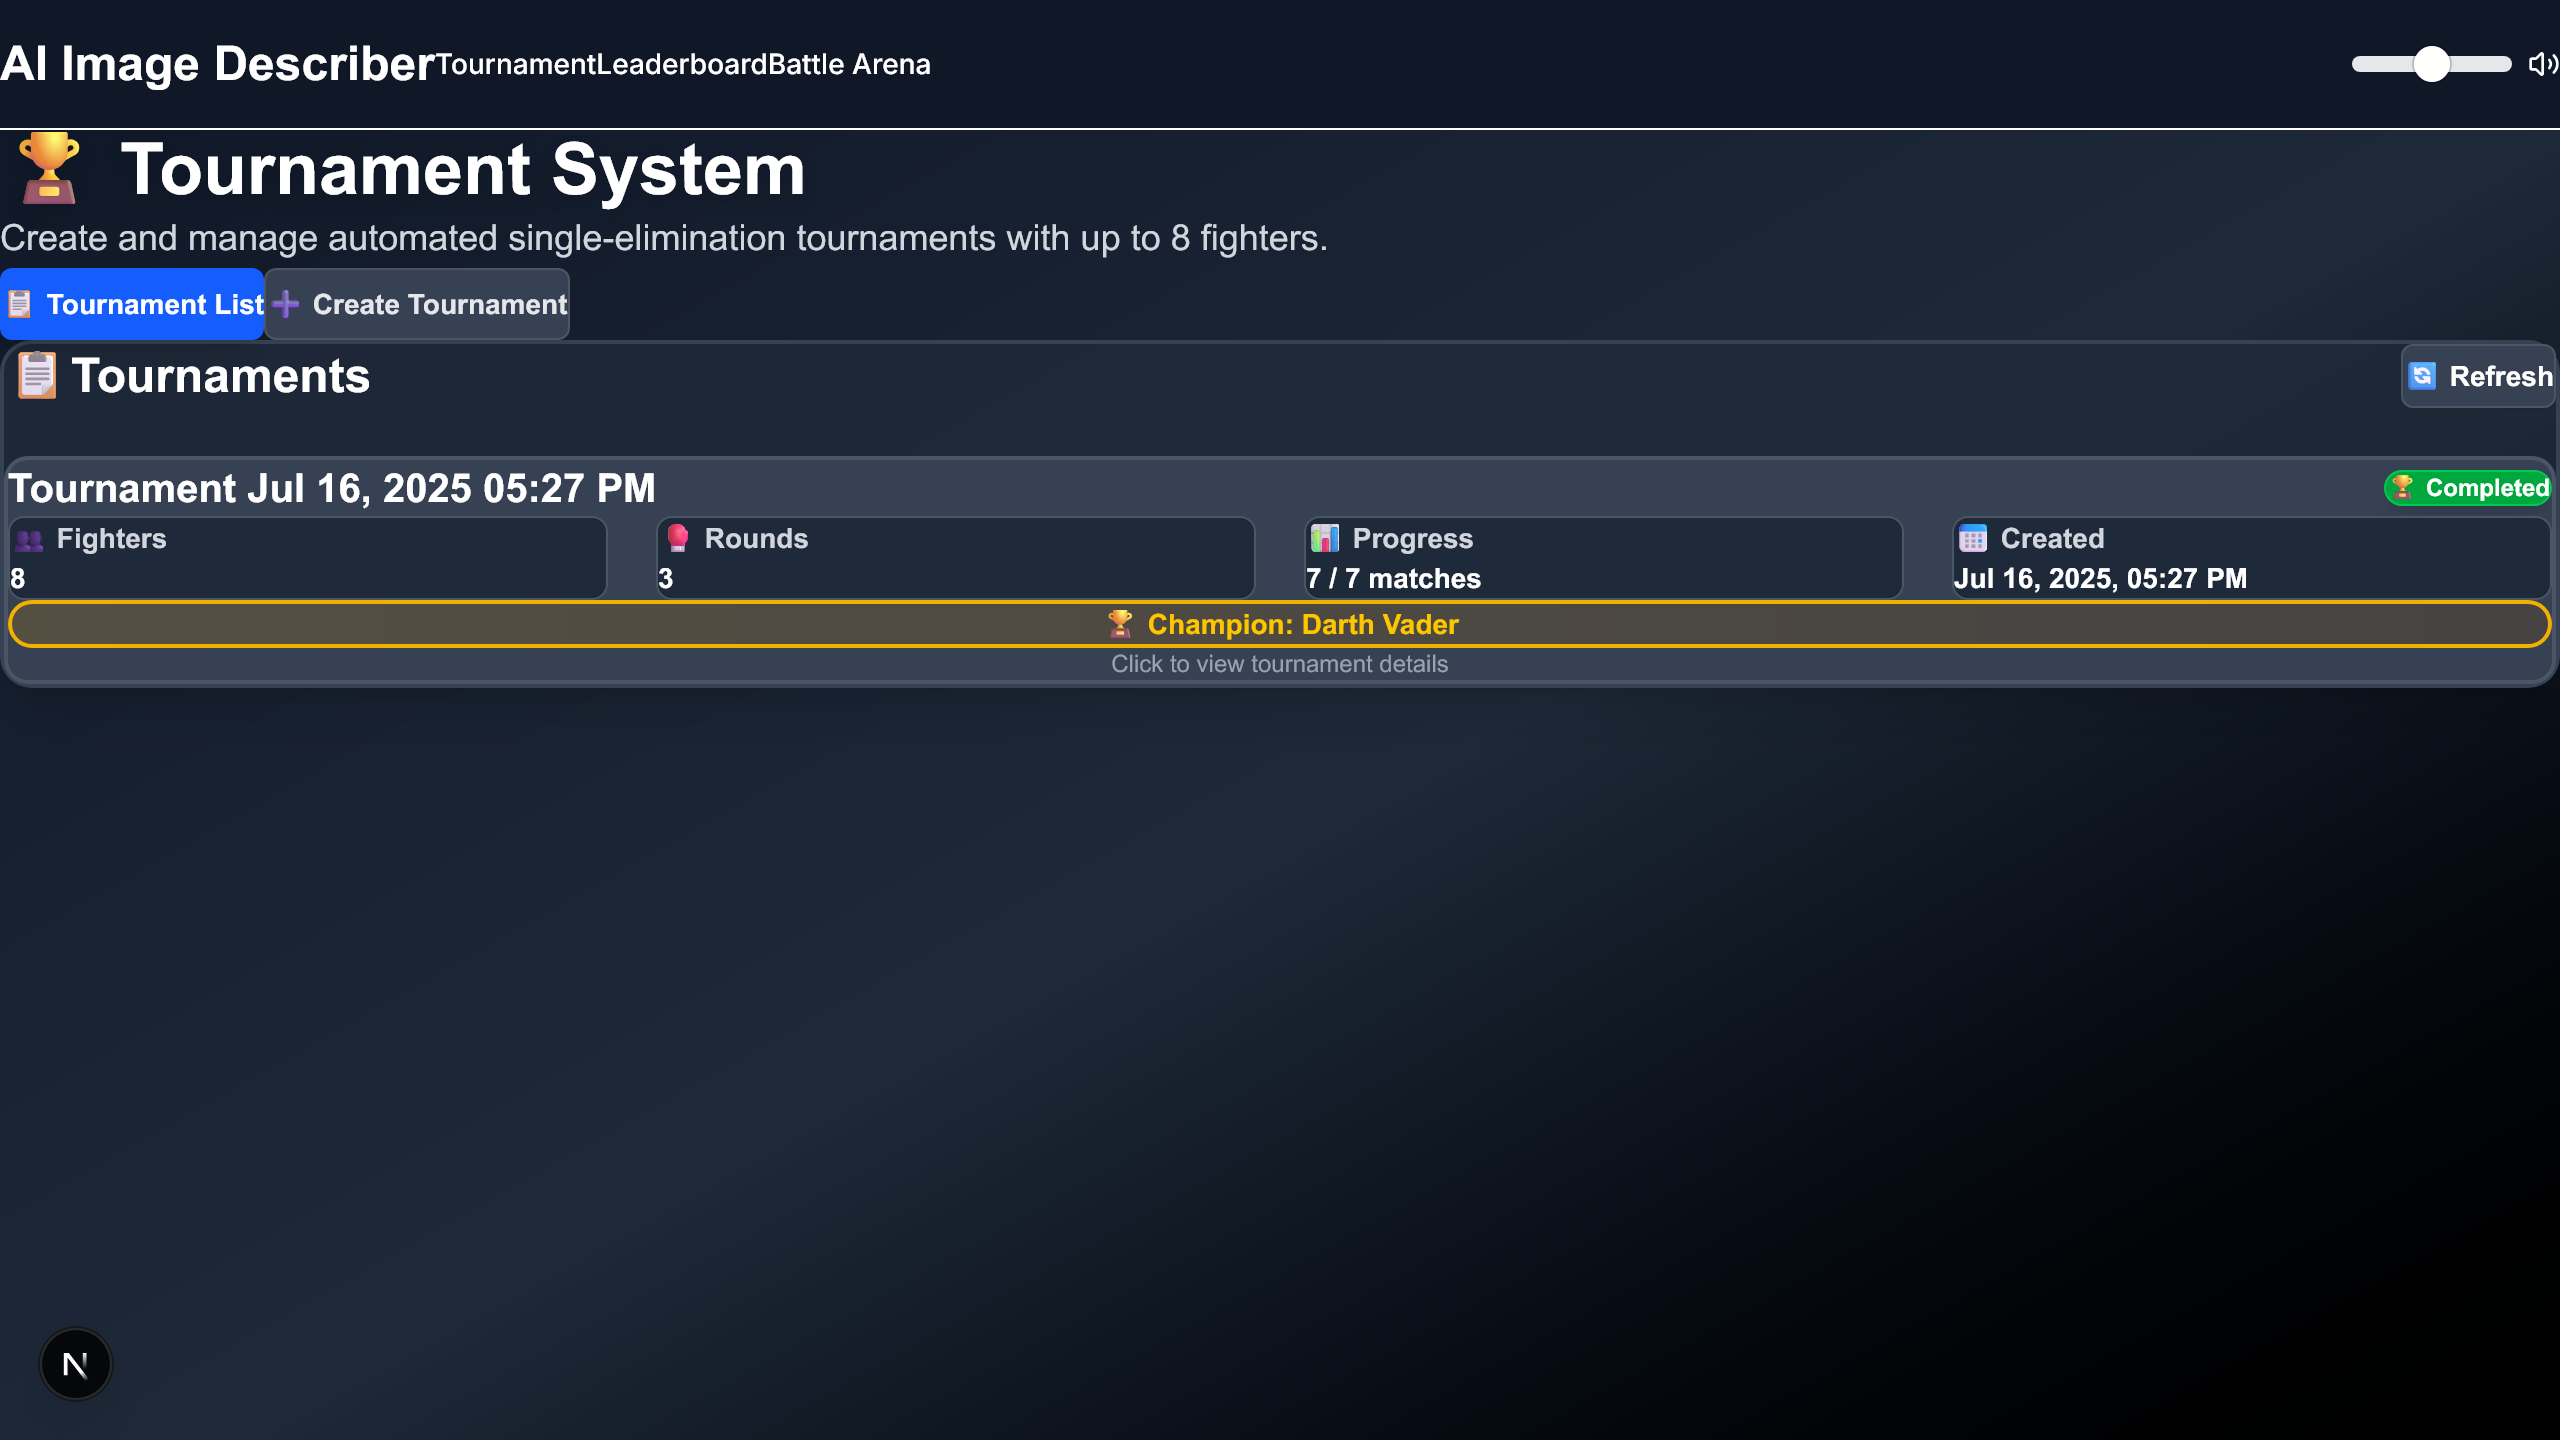 AI Image Describer Tournament Leaderboard Battle Arena
Tournament System
Create and manage automated single-elimination tournaments with up to 8 fighters.
Tournament List Create Tournament
Tournaments
Refresh
Tournament Jul 16, 2025 05:27 PM
Completed
Fighters
8
Rounds
3
Progress
7 / 7 matches
Created
Jul 16, 2025, 05:27 PM
Champion: Darth Vader
Click to view tournament details
N